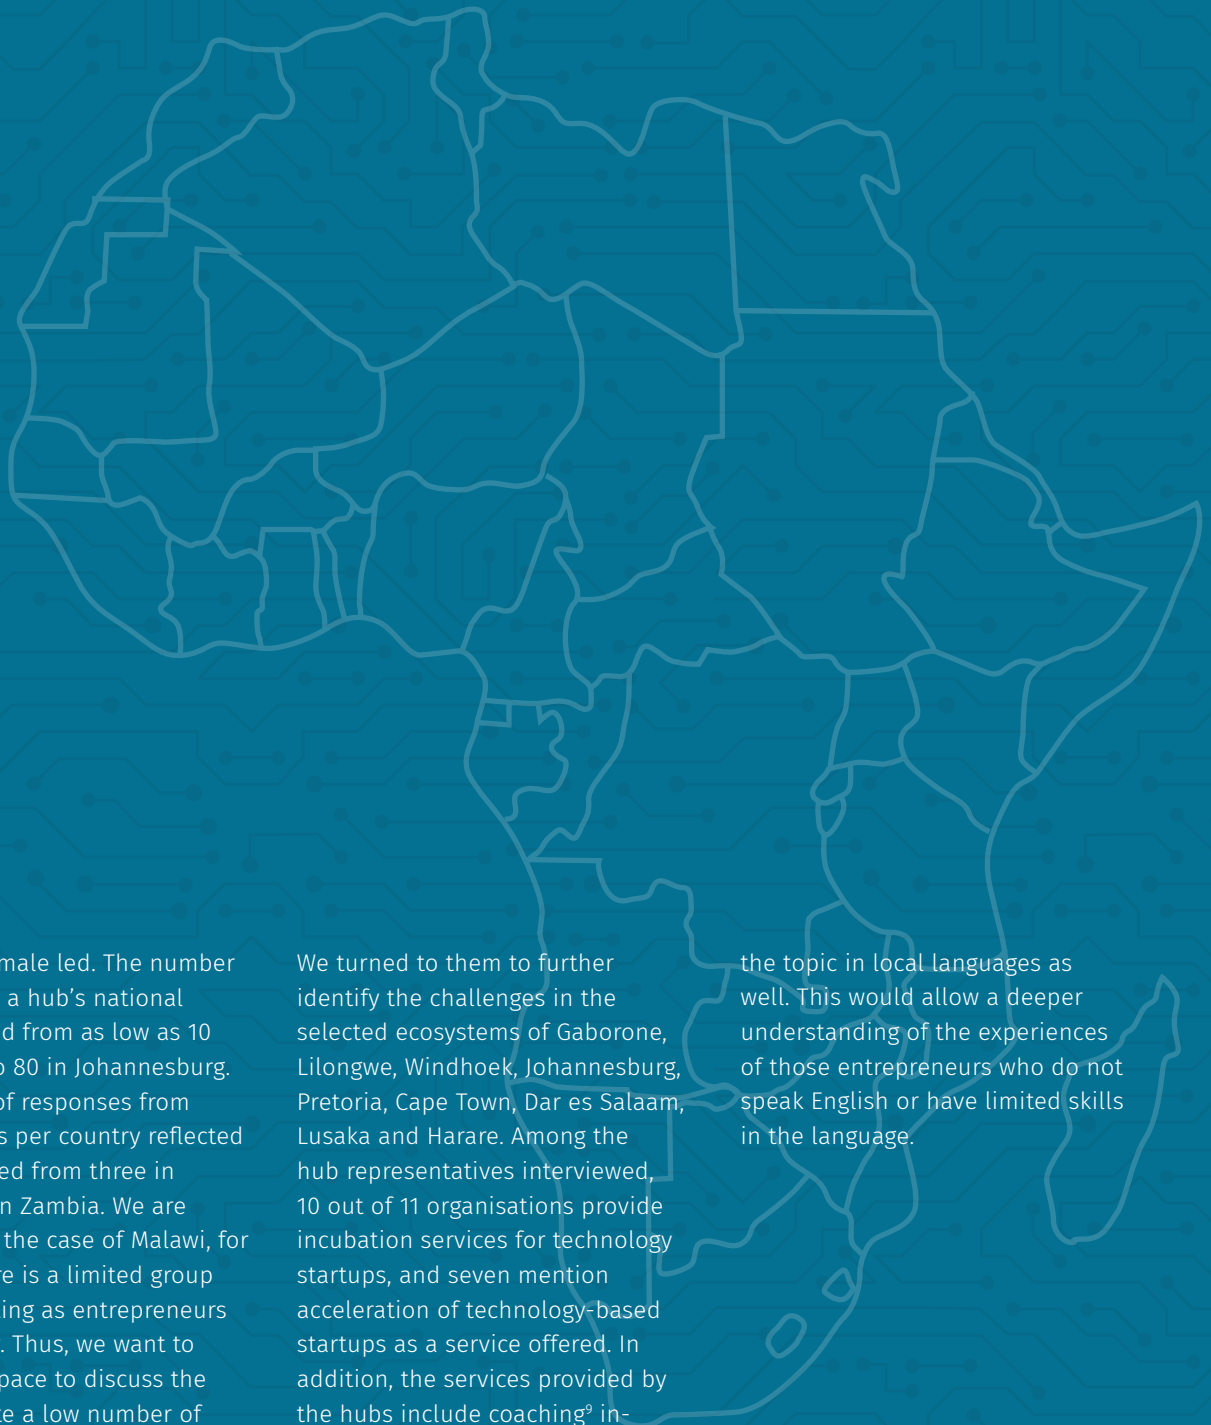 male led. The number
a hub's national
d from as low as 10
80 in Johannesburg.
of responses from
s per country reflected
ed from three in
n Zambia. We are
the case of Malawi, for
re is a limited group
ing as entrepreneurs
. Thus, we want to
pace to discuss the
e a low number of
We turned to them to further
identify the challenges in the
selected ecosystems of Gaborone,
Lilongwe, Windhoek, Johannesburg,
Pretoria, Cape Town, Dar es Salaam,
Lusaka and Harare. Among the
hub representatives interviewed,
10 out of 11 organisations provide
incubation services for technology
startups, and seven mention
acceleration of technology-based
startups as a service offered. In
addition, the services provided by
the hubs include coaching⁹ in-
the topic in local languages as
well. This would allow a deeper
understanding of the experiences
of those entrepreneurs who do not
speak English or have limited skills
in the language.